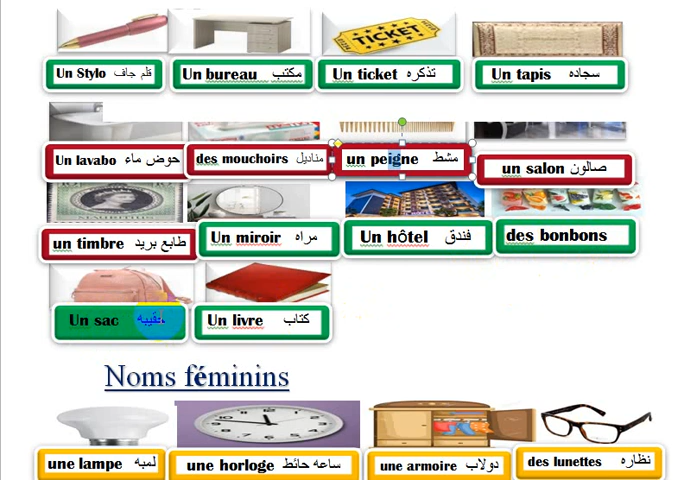 TICKET
Un Stylo قلم جاف
Un bureau مكتب
Un ticket تذكره
Un tapis سجاده
Un lavabo حوض ماء
des mouchoirs مناديل
un peigne مشط
un salon صالون
un timbre طابع بريد
Un miroir مراه
Un hôtel فندق
des bonbons
Un sac حقيبه
Un livre كتاب
Noms féminins
une lampe لمبه
une horloge ساعه حائط
une armoire دولاب
des lunettes نظاره